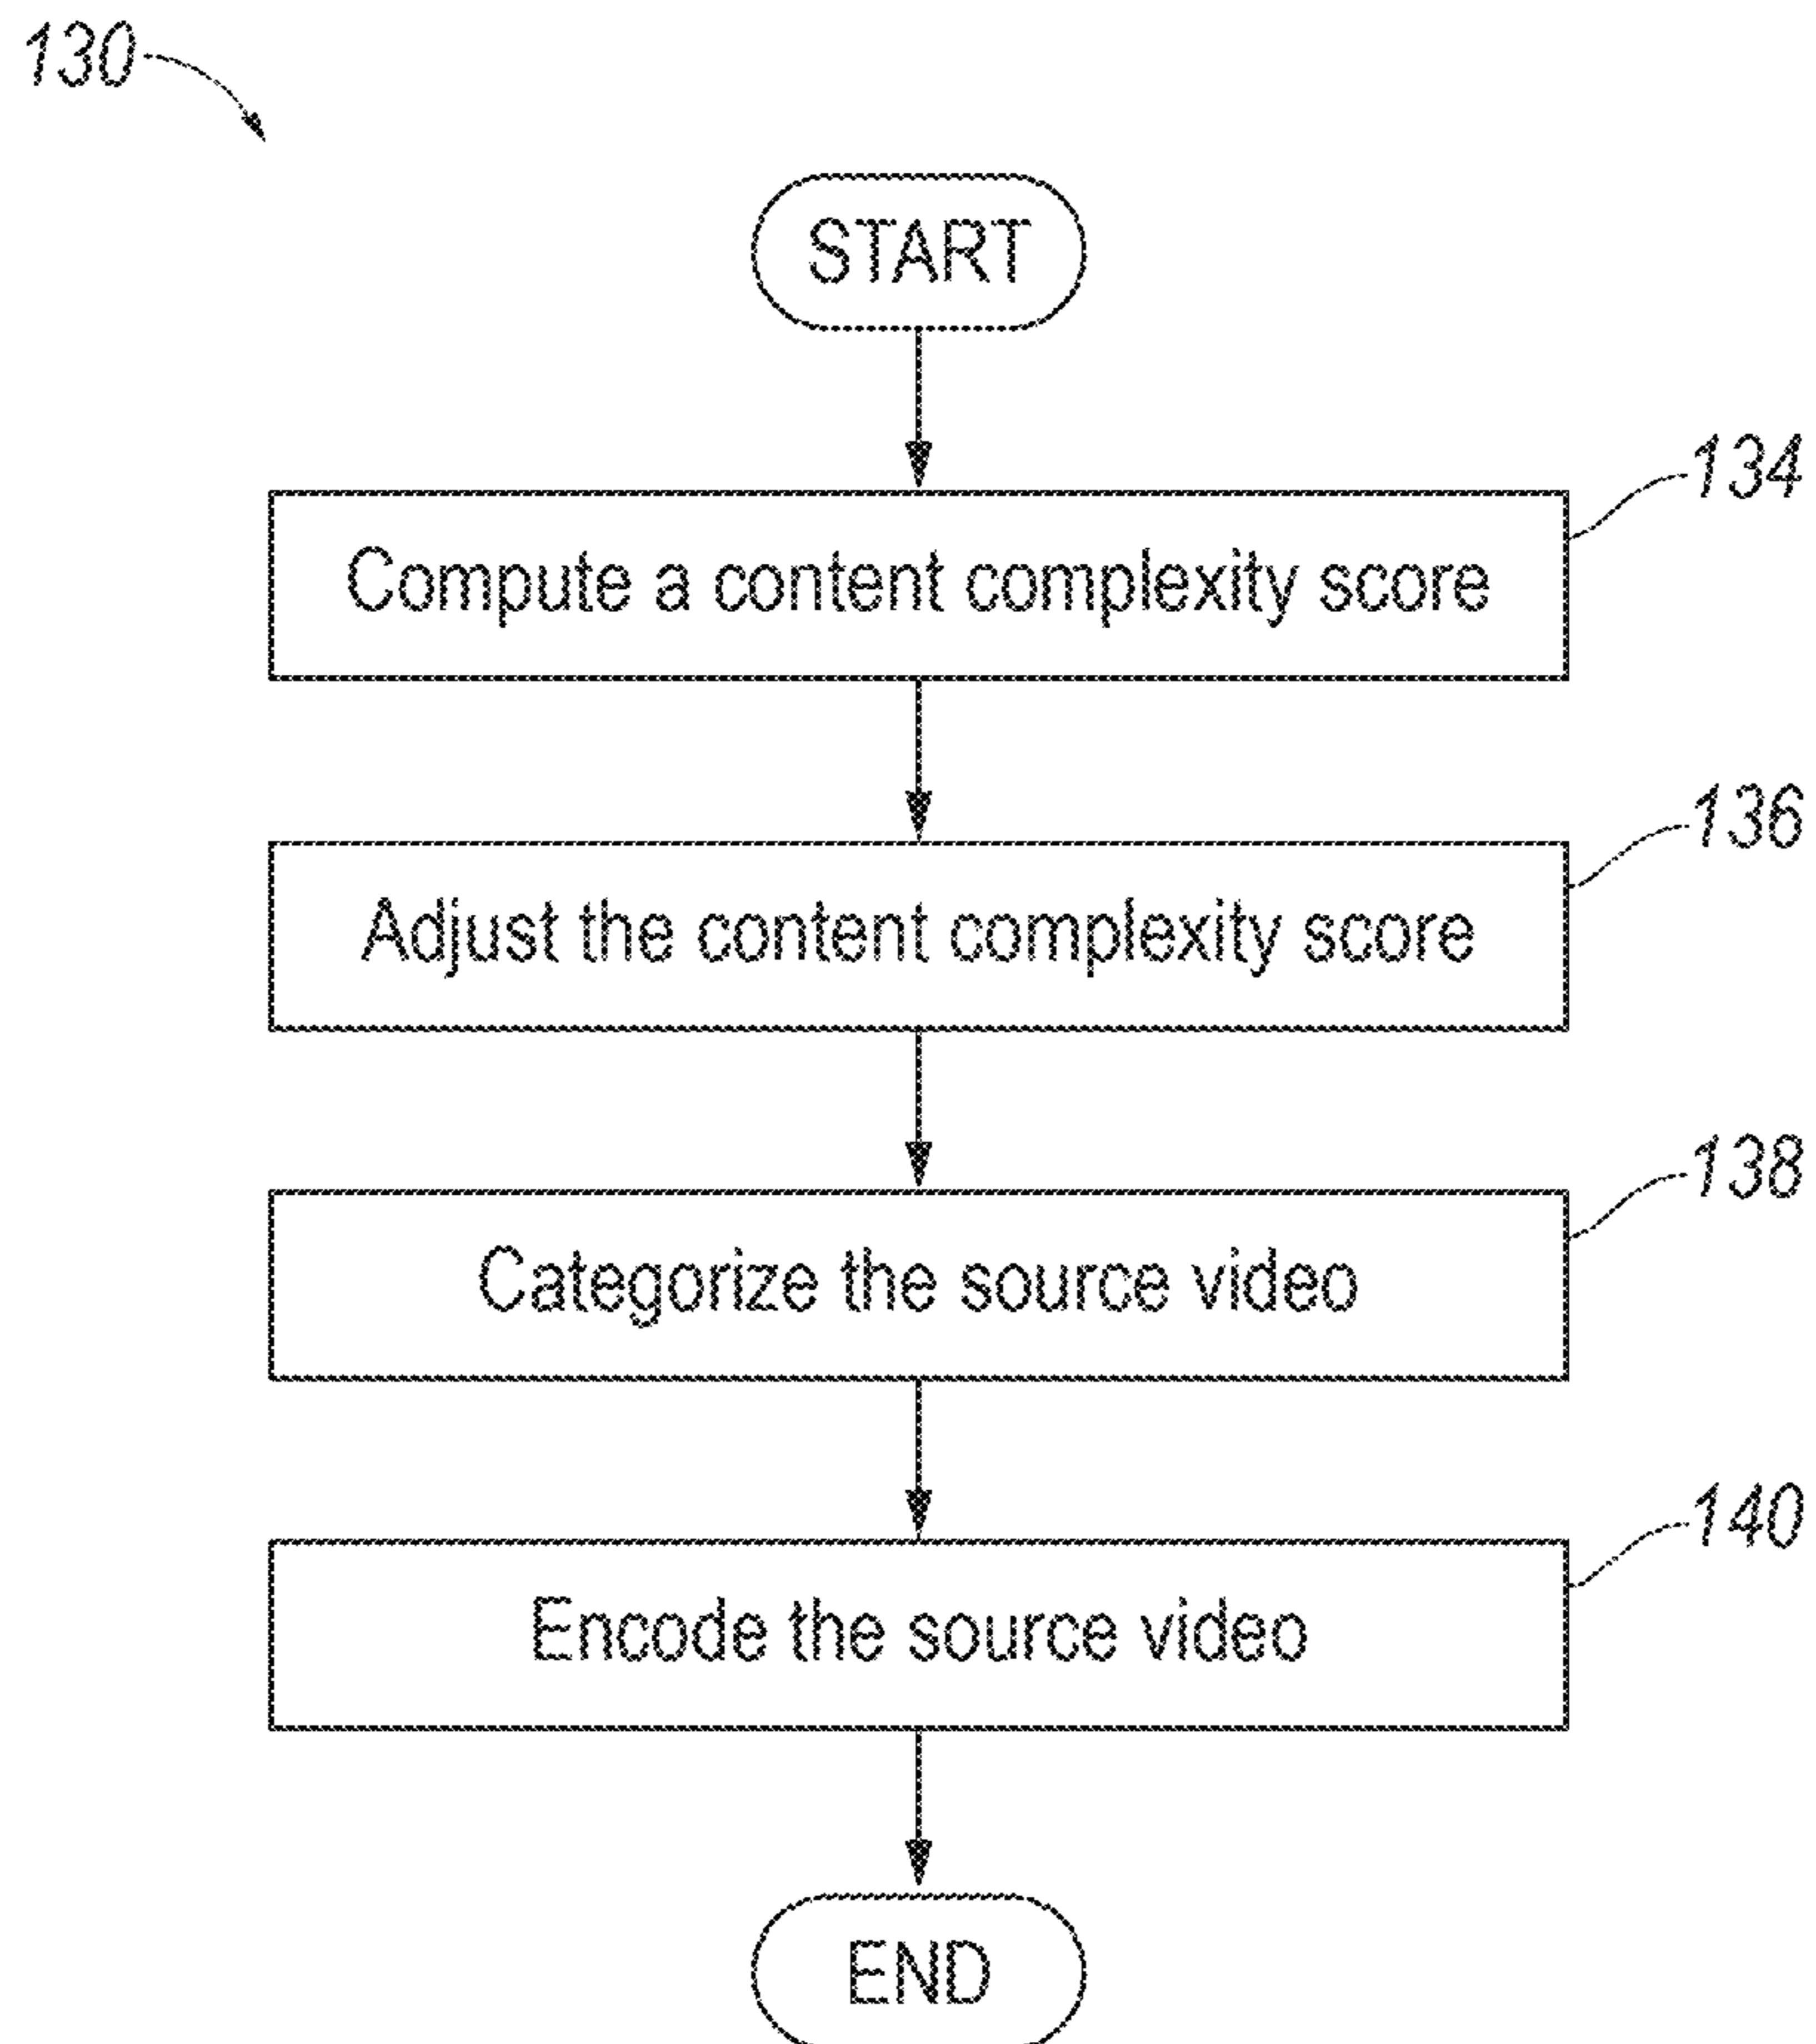 130
START
134
Compute a content complexity score
136
Adjust the content complexity score
138
Categorize the source video
140
Encode the source video
END